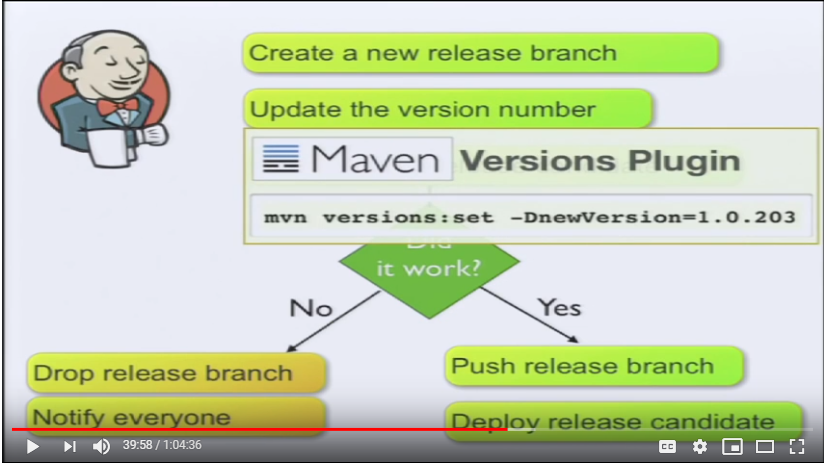 Create a new release branch
Update the version number
Maven Versions Plugin
mvn versions:set -DnewVersion=1.0.203
Did
it work?
No
Yes
Drop release branch
Push release branch
Notify everyone
Deploy release candidate
39:58 / 1:04:36
CC